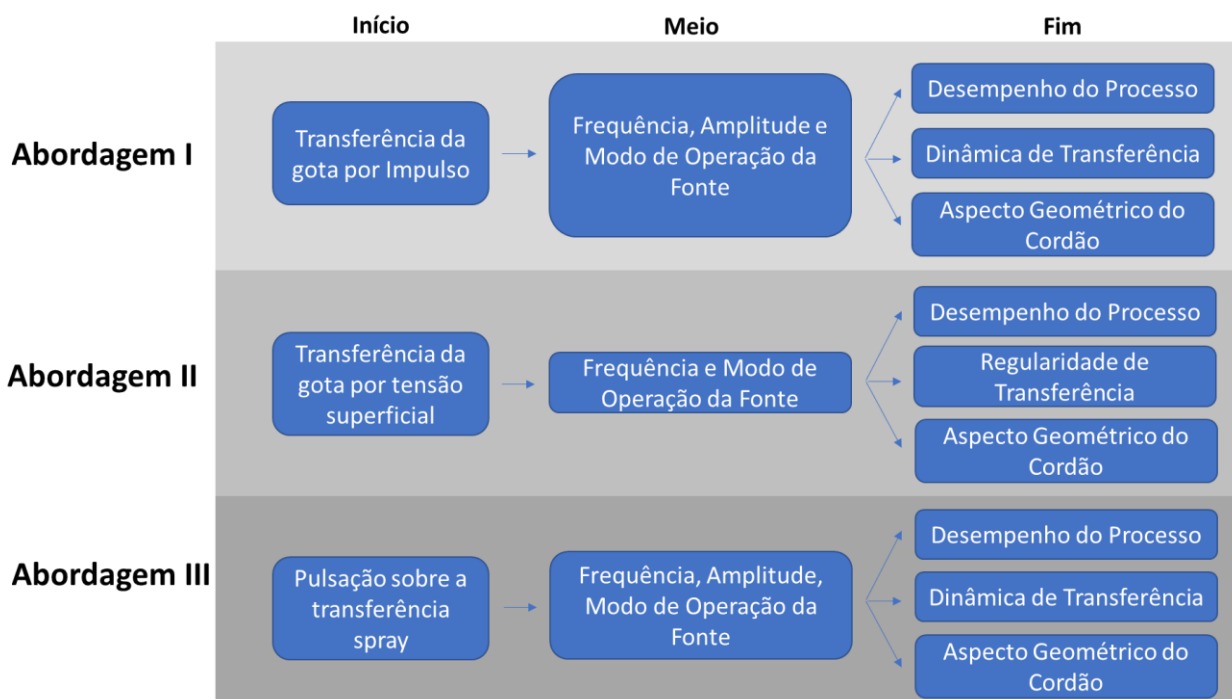 Início
Meio
Fim
Abordagem I
Transferência da
gota por Impulso
Frequência, Amplitude e
Modo de Operação da
Fonte
Desempenho do Processo
Dinâmica de Transferência
Aspecto Geométrico do
Cordão
Abordagem II
Transferência da
gota por tensão
superficial
Frequência e Modo de
Operação da Fonte
Desempenho do Processo
Regularidade de
Transferência
Aspecto Geométrico do
Cordão
Abordagem III
Pulsação sobre a
transferência
spray
Frequência, Amplitude,
Modo de Operação da
Fonte
Desempenho do Processo
Dinâmica de Transferência
Aspecto Geométrico do
Cordão